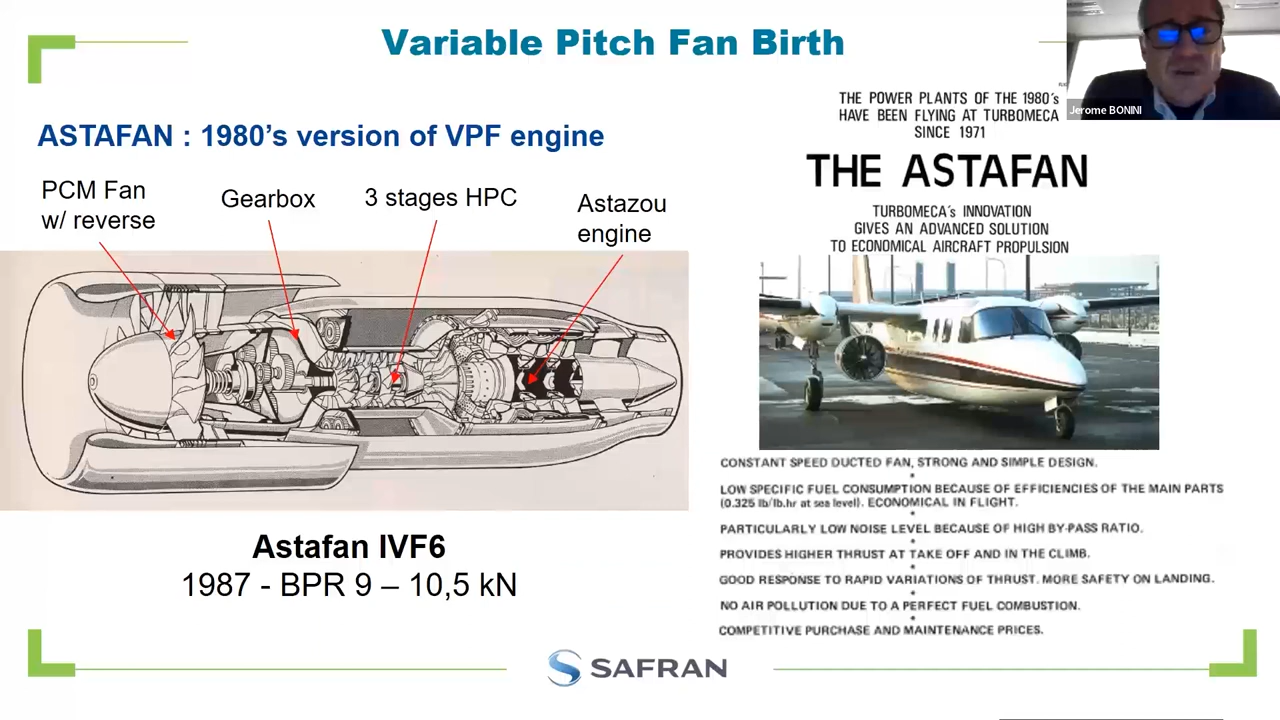 Variable Pitch Fan Birth
Jerome BONINI
ASTAFAN : 1980’s version of VPF engine
PCM Fan
w/ reverse
Gearbox
3 stages HPC
Astazou
engine
Astafan IVF6
1987 - BPR 9 – 10,5 kN
THE POWER PLANTS OF THE 1980´s
HAVE BEEN FLYING AT TURBOMECA
SINCE 1971
THE ASTAFAN
TURBOMECA´s INNOVATION
GIVES AN ADVANCED SOLUTION
TO ECONOMICAL AIRCRAFT PROPULSION
CONSTANT SPEED DUCTED FAN, STRONG AND SIMPLE DESIGN.
LOW SPECIFIC FUEL CONSUMPTION BECAUSE OF EFFICIENCIES OF THE MAIN PARTS
(0.325 lb/lb.hr at sea level). ECONOMICAL IN FLIGHT.
PARTICULARLY LOW NOISE LEVEL BECAUSE OF HIGH BY-PASS RATIO.
PROVIDES HIGHER THRUST AT TAKE OFF AND IN THE CLIMB.
GOOD RESPONSE TO RAPID VARIATIONS OF THRUST. MORE SAFETY ON LANDING.
NO AIR POLLUTION DUE TO A PERFECT FUEL COMBUSTION.
COMPETITIVE PURCHASE AND MAINTENANCE PRICES.
SAFRAN